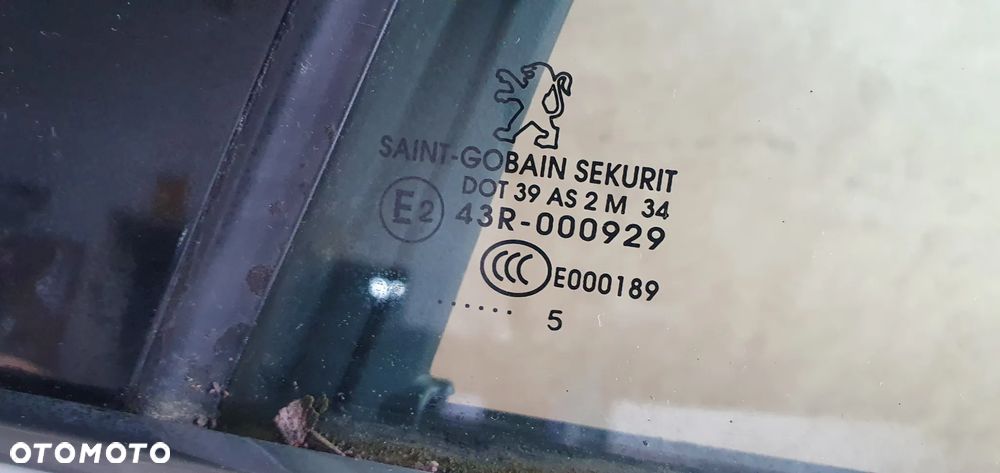 SAINT-GOBAIN SEKURIT
DOT 39 AS 2 M 34
E2 43R-000929
CCC E000189
...... 5
OTOMOTO